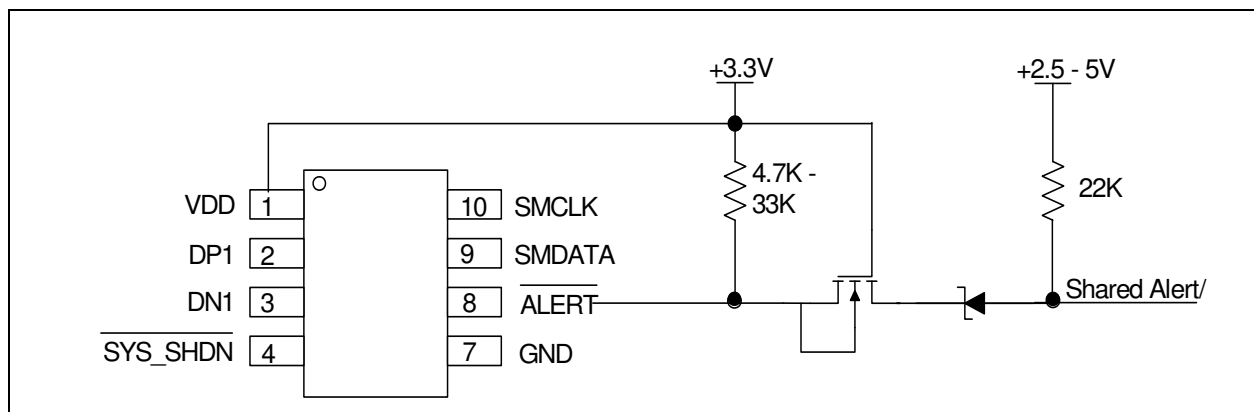 +3.3V
+2.5 - 5V
4.7K -
33K
22K
VDD 1 10 SMCLK
DP1 2 9 SMDATA
DN1 3 8 ALERT
SYS_SHDN 4 7 GND
Shared Alert/